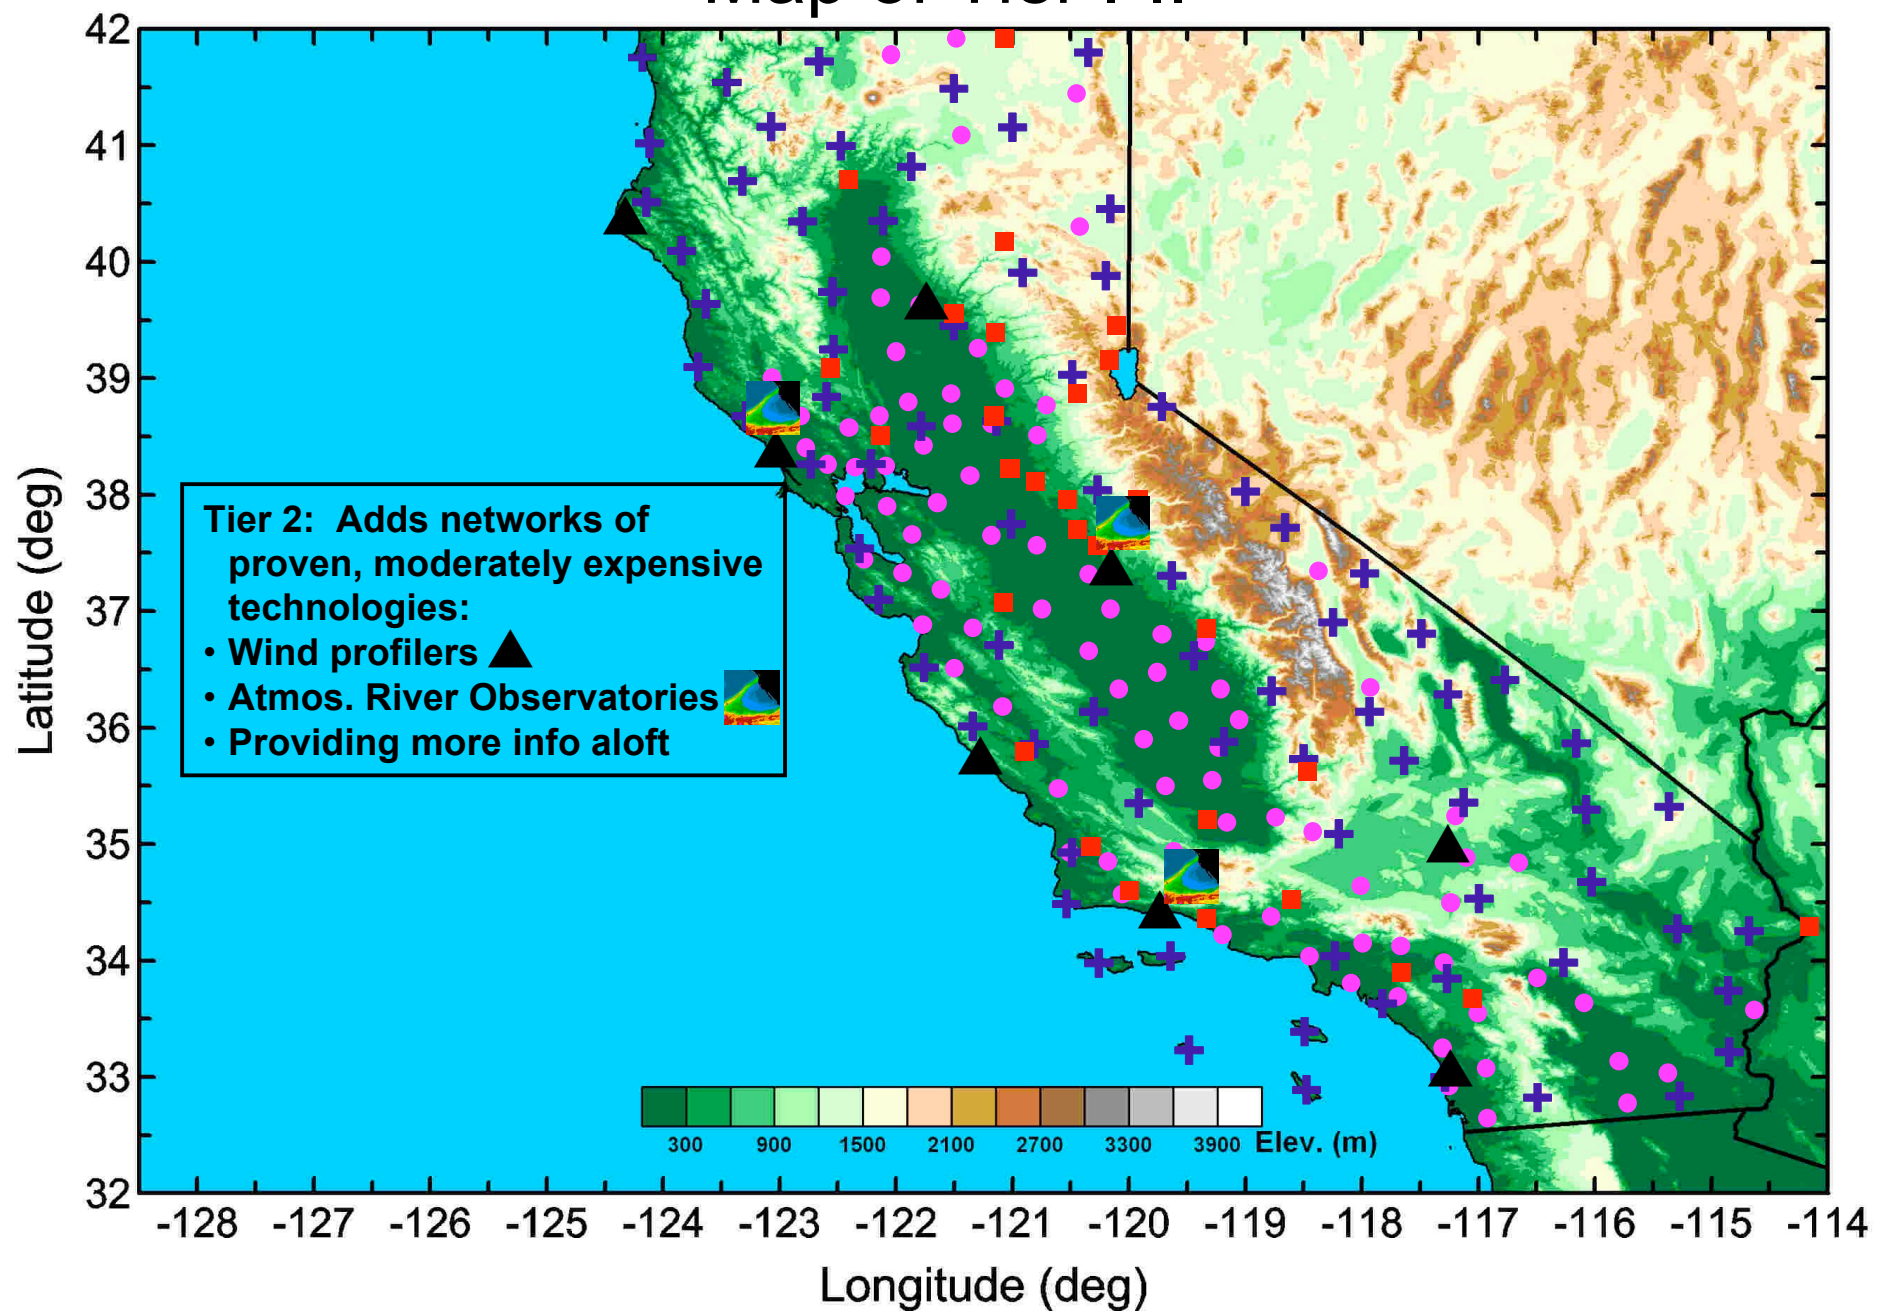 42
41
40
39
38
37
36
35
34
33
32
Latitude (deg)
Tier 2: Adds networks of
proven, moderately expensive
technologies:
• Wind profilers
• Atmos. River Observatories
• Providing more info aloft
300 900 1500 2100 2700 3300 3900 Elev. (m)
-128 -127 -126 -125 -124 -123 -122 -121 -120 -119 -118 -117 -116 -115 -114
Longitude (deg)